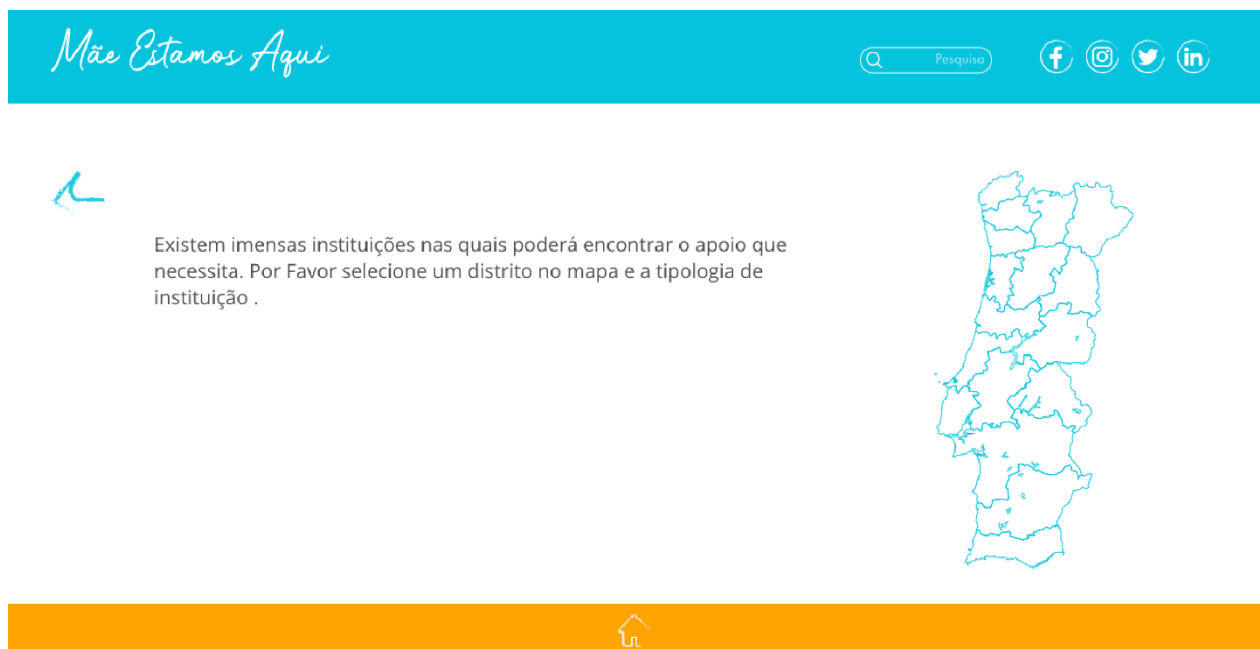 Mãe Estamos Aqui
Pesquisa
Existem imensas instituições nas quais poderá encontrar o apoio que
necessita. Por Favor selecione um distrito no mapa e a tipologia de
instituição .